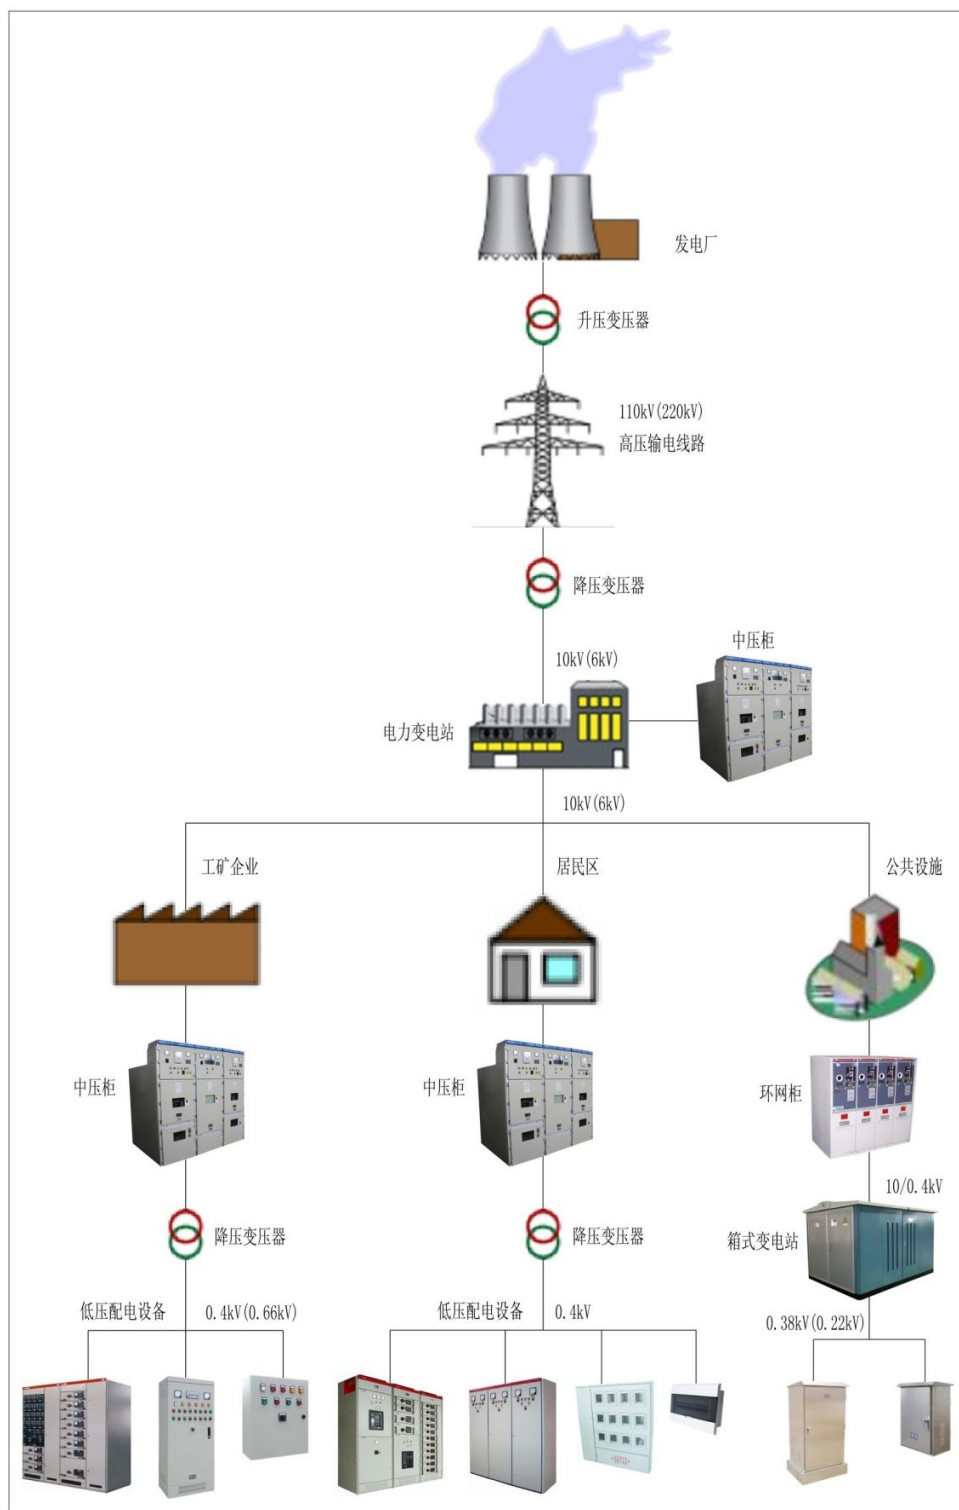 发电厂
升压变压器
110kV(220kV)
高压输电线路
降压变压器
10kV(6kV)
中压柜
电力变电站
10kV(6kV)
工矿企业
居民区
公共设施
中压柜
中压柜
环网柜
10/0.4kV
降压变压器
降压变压器
箱式变电站
低压配电设备
0.4kV(0.66kV)
低压配电设备
0.4kV
0.38kV(0.22kV)